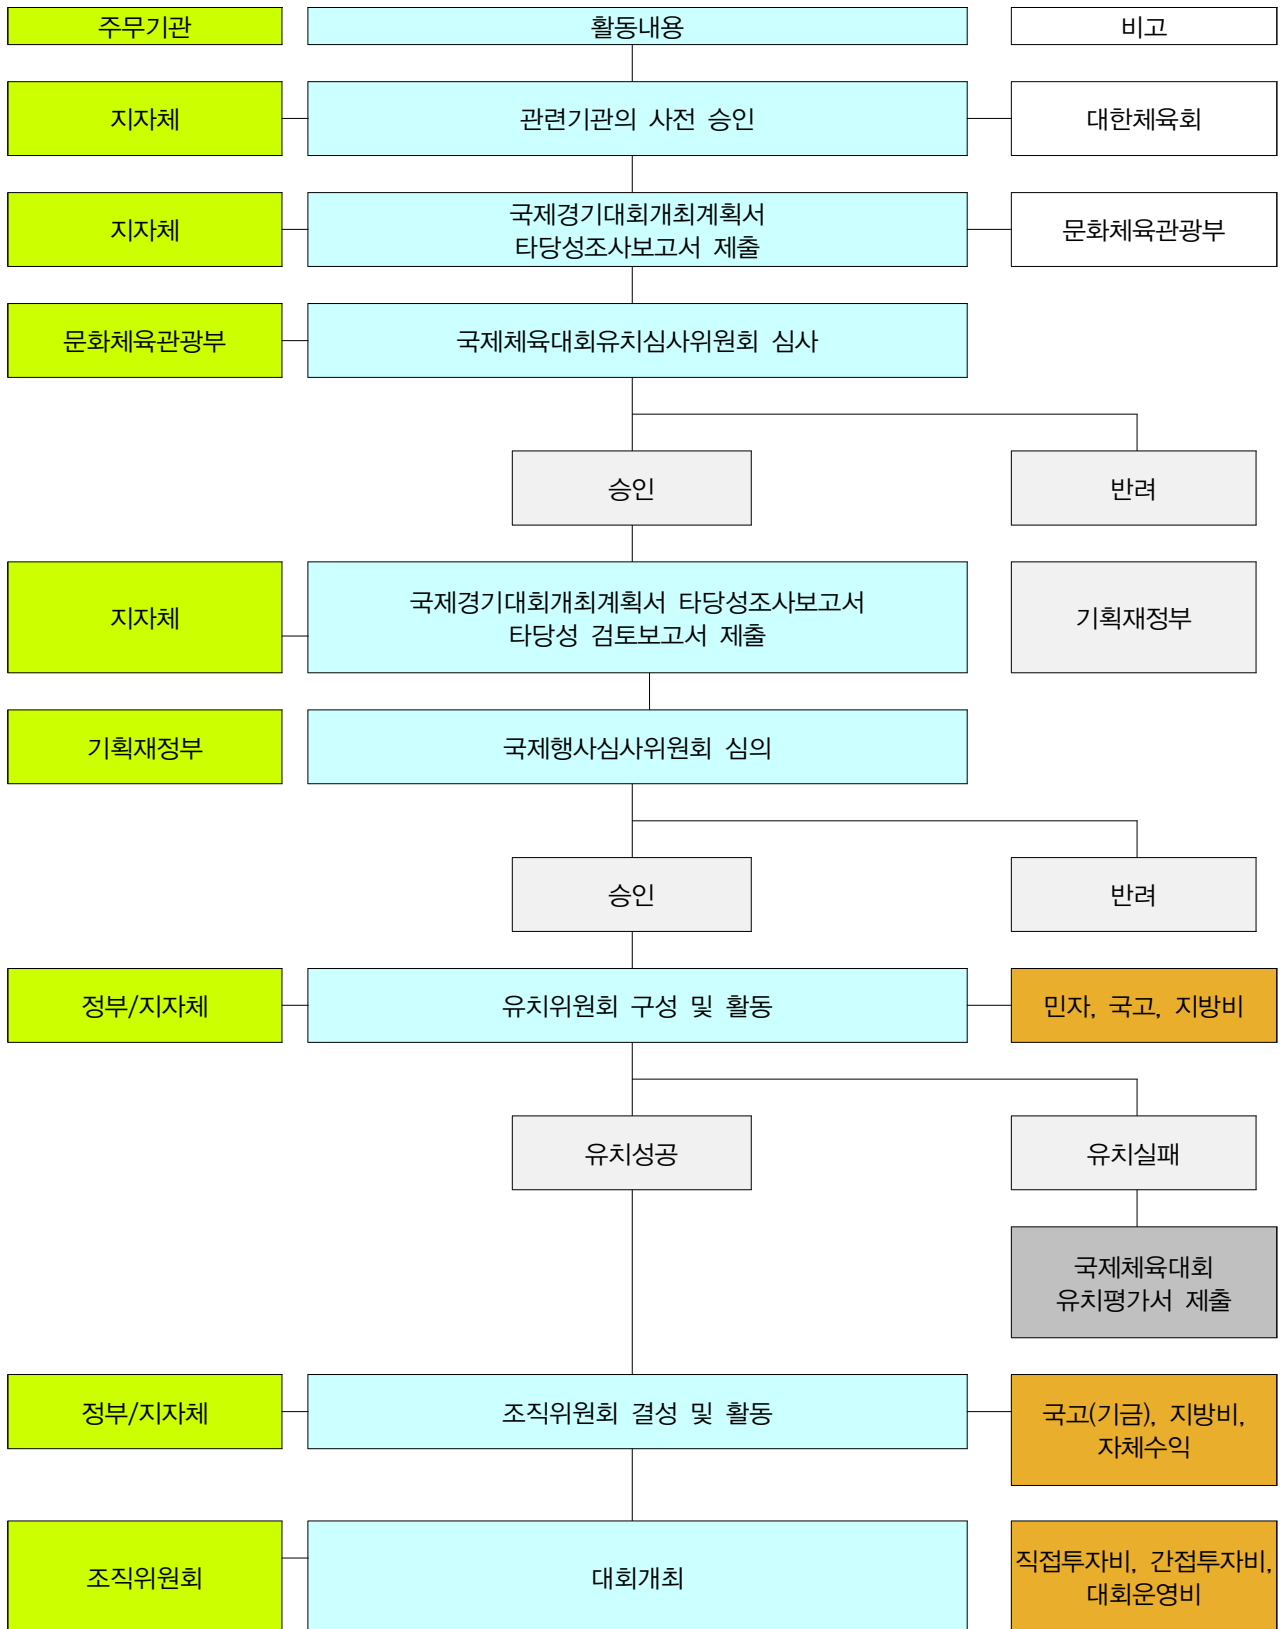 주무기관
활동내용
비고
지자체
관련기관의 사전 승인
대한체육회
지자체
국제경기대회개최계획서
타당성조사보고서 제출
문화체육관광부
문화체육관광부
국제체육대회유치심사위원회 심사
승인
반려
지자체
국제경기대회개최계획서 타당성조사보고서
타당성 검토보고서 제출
기획재정부
기획재정부
국제행사심사위원회 심의
승인
반려
정부/지자체
유치위원회 구성 및 활동
민자, 국고, 지방비
유치성공
유치실패
국제체육대회
유치평가서 제출
정부/지자체
조직위원회 결성 및 활동
국고(기금), 지방비,
자체수익
조직위원회
대회개최
직접투자비, 간접투자비,
대회운영비